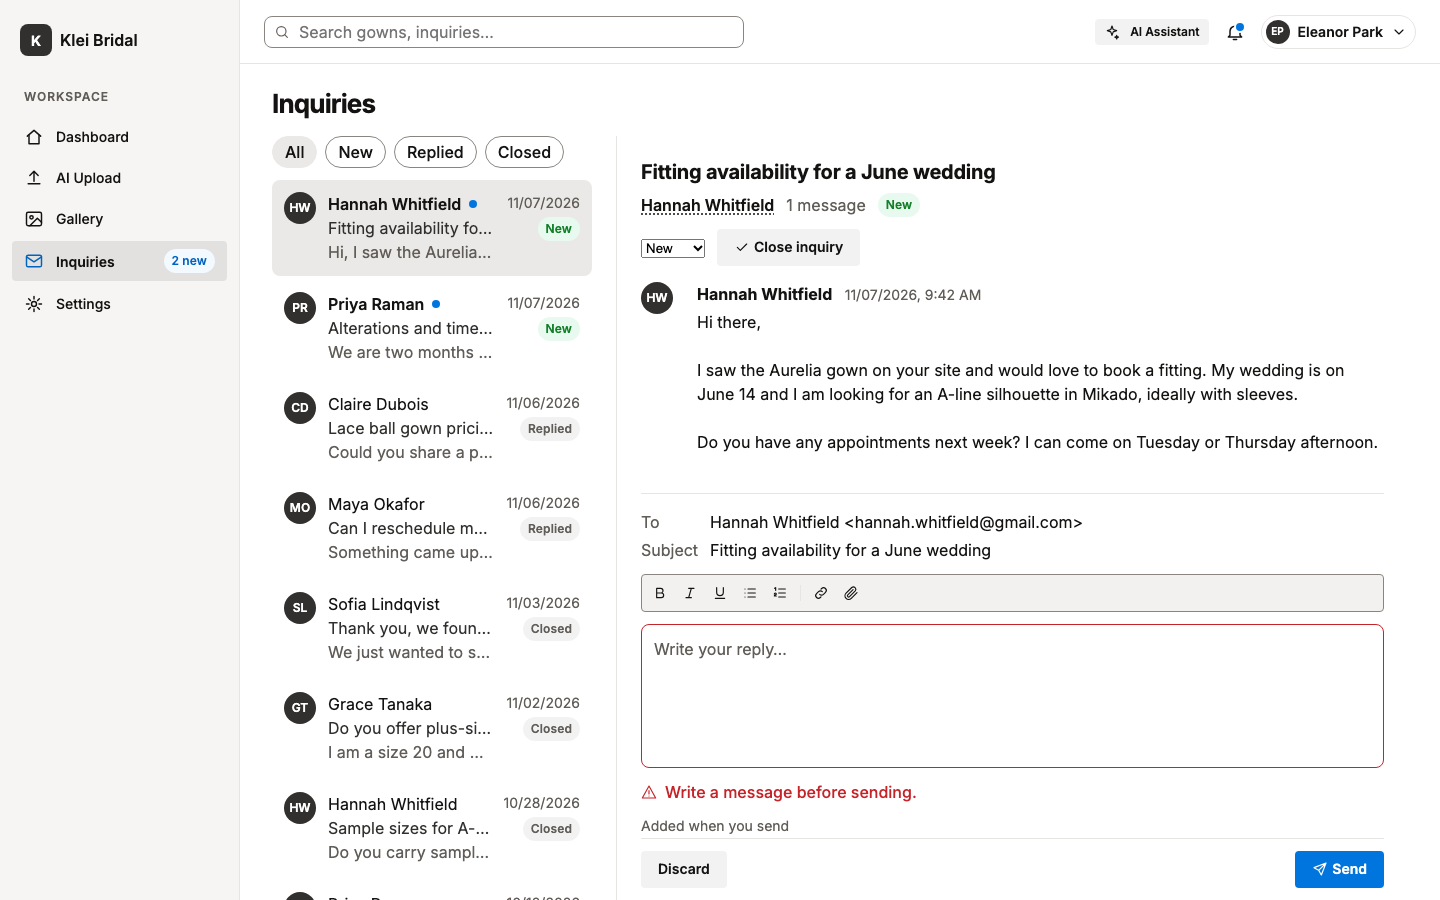 K Klei Bridal
Search gowns, inquiries...
AI Assistant
EP Eleanor Park
WORKSPACE
Dashboard
AI Upload
Gallery
Inquiries 2 new
Settings
Inquiries
All New Replied Closed
HW Hannah Whitfield 11/07/2026
Fitting availability fo... New
Hi, I saw the Aurelia...
PR Priya Raman 11/07/2026
Alterations and time... New
We are two months ...
CD Claire Dubois 11/06/2026
Lace ball gown prici... Replied
Could you share a p...
MO Maya Okafor 11/06/2026
Can I reschedule m... Replied
Something came up...
SL Sofia Lindqvist 11/03/2026
Thank you, we foun... Closed
We just wanted to s...
GT Grace Tanaka 11/02/2026
Do you offer plus-si... Closed
I am a size 20 and ...
HW Hannah Whitfield 10/28/2026
Sample sizes for A-... Closed
Do you carry sampl...
Fitting availability for a June wedding
Hannah Whitfield 1 message New
New Close inquiry
HW Hannah Whitfield 11/07/2026, 9:42 AM
Hi there,
I saw the Aurelia gown on your site and would love to book a fitting. My wedding is on
June 14 and I am looking for an A-line silhouette in Mikado, ideally with sleeves.
Do you have any appointments next week? I can come on Tuesday or Thursday afternoon.
To Hannah Whitfield <hannah.whitfield@gmail.com>
Subject Fitting availability for a June wedding
B I U
Write your reply...
Write a message before sending.
Added when you send
Discard Send